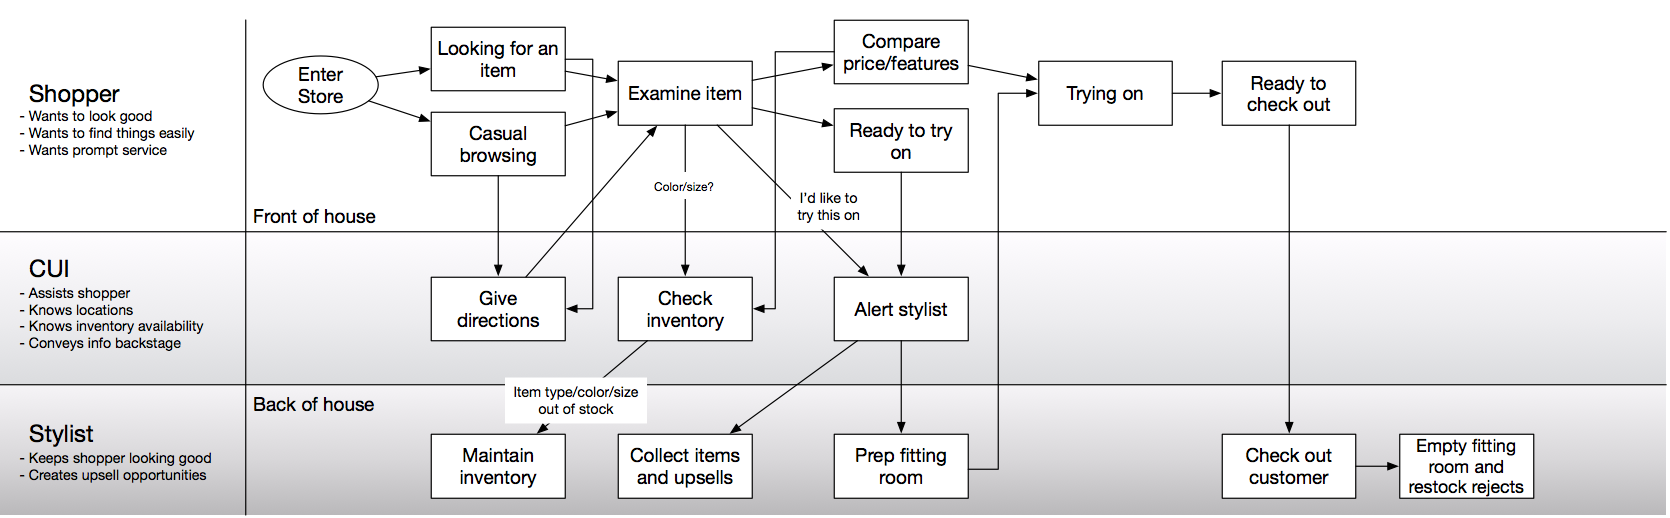 Shopper
- Wants to look good
- Wants to find things easily
- Wants prompt service
Enter
Store
Looking for an
item
Casual
browsing
Examine item
Compare
price/features
Ready to try
on
Trying on
Ready to
check out
Color/size?
I'd like to
try this on
Front of house
CUI
- Assists shopper
- Knows locations
- Knows inventory availability
- Conveys info backstage
Give
directions
Check
inventory
Alert stylist
Item type/color/size
out of stock
Back of house
Stylist
- Keeps shopper looking good
- Creates upsell opportunities
Maintain
inventory
Collect items
and upsells
Prep fitting
room
Check out
customer
Empty fitting
room and
restock rejects